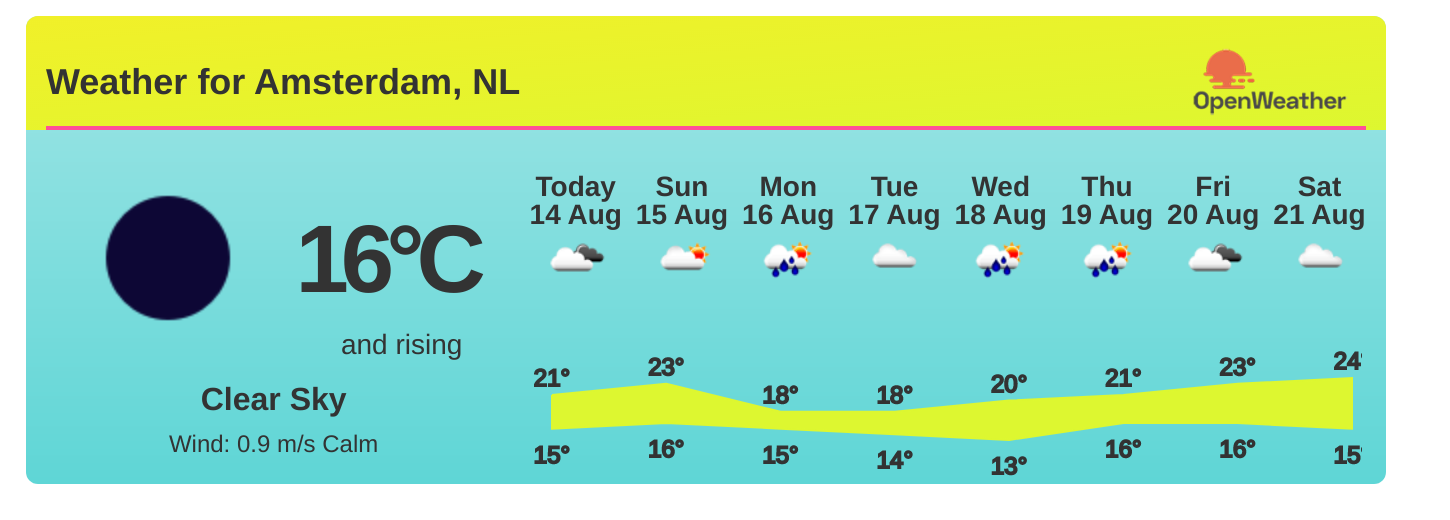 Weather for Amsterdam, NL
OpenWeather
16°C
and rising
Clear Sky
Wind: 0.9 m/s Calm
Today Sun Mon Tue Wed Thu Fri Sat
14 Aug 15 Aug 16 Aug 17 Aug 18 Aug 19 Aug 20 Aug 21 Aug
21° 23° 18° 18° 20° 21° 23° 24°
15° 16° 15° 14° 13° 16° 16° 15°